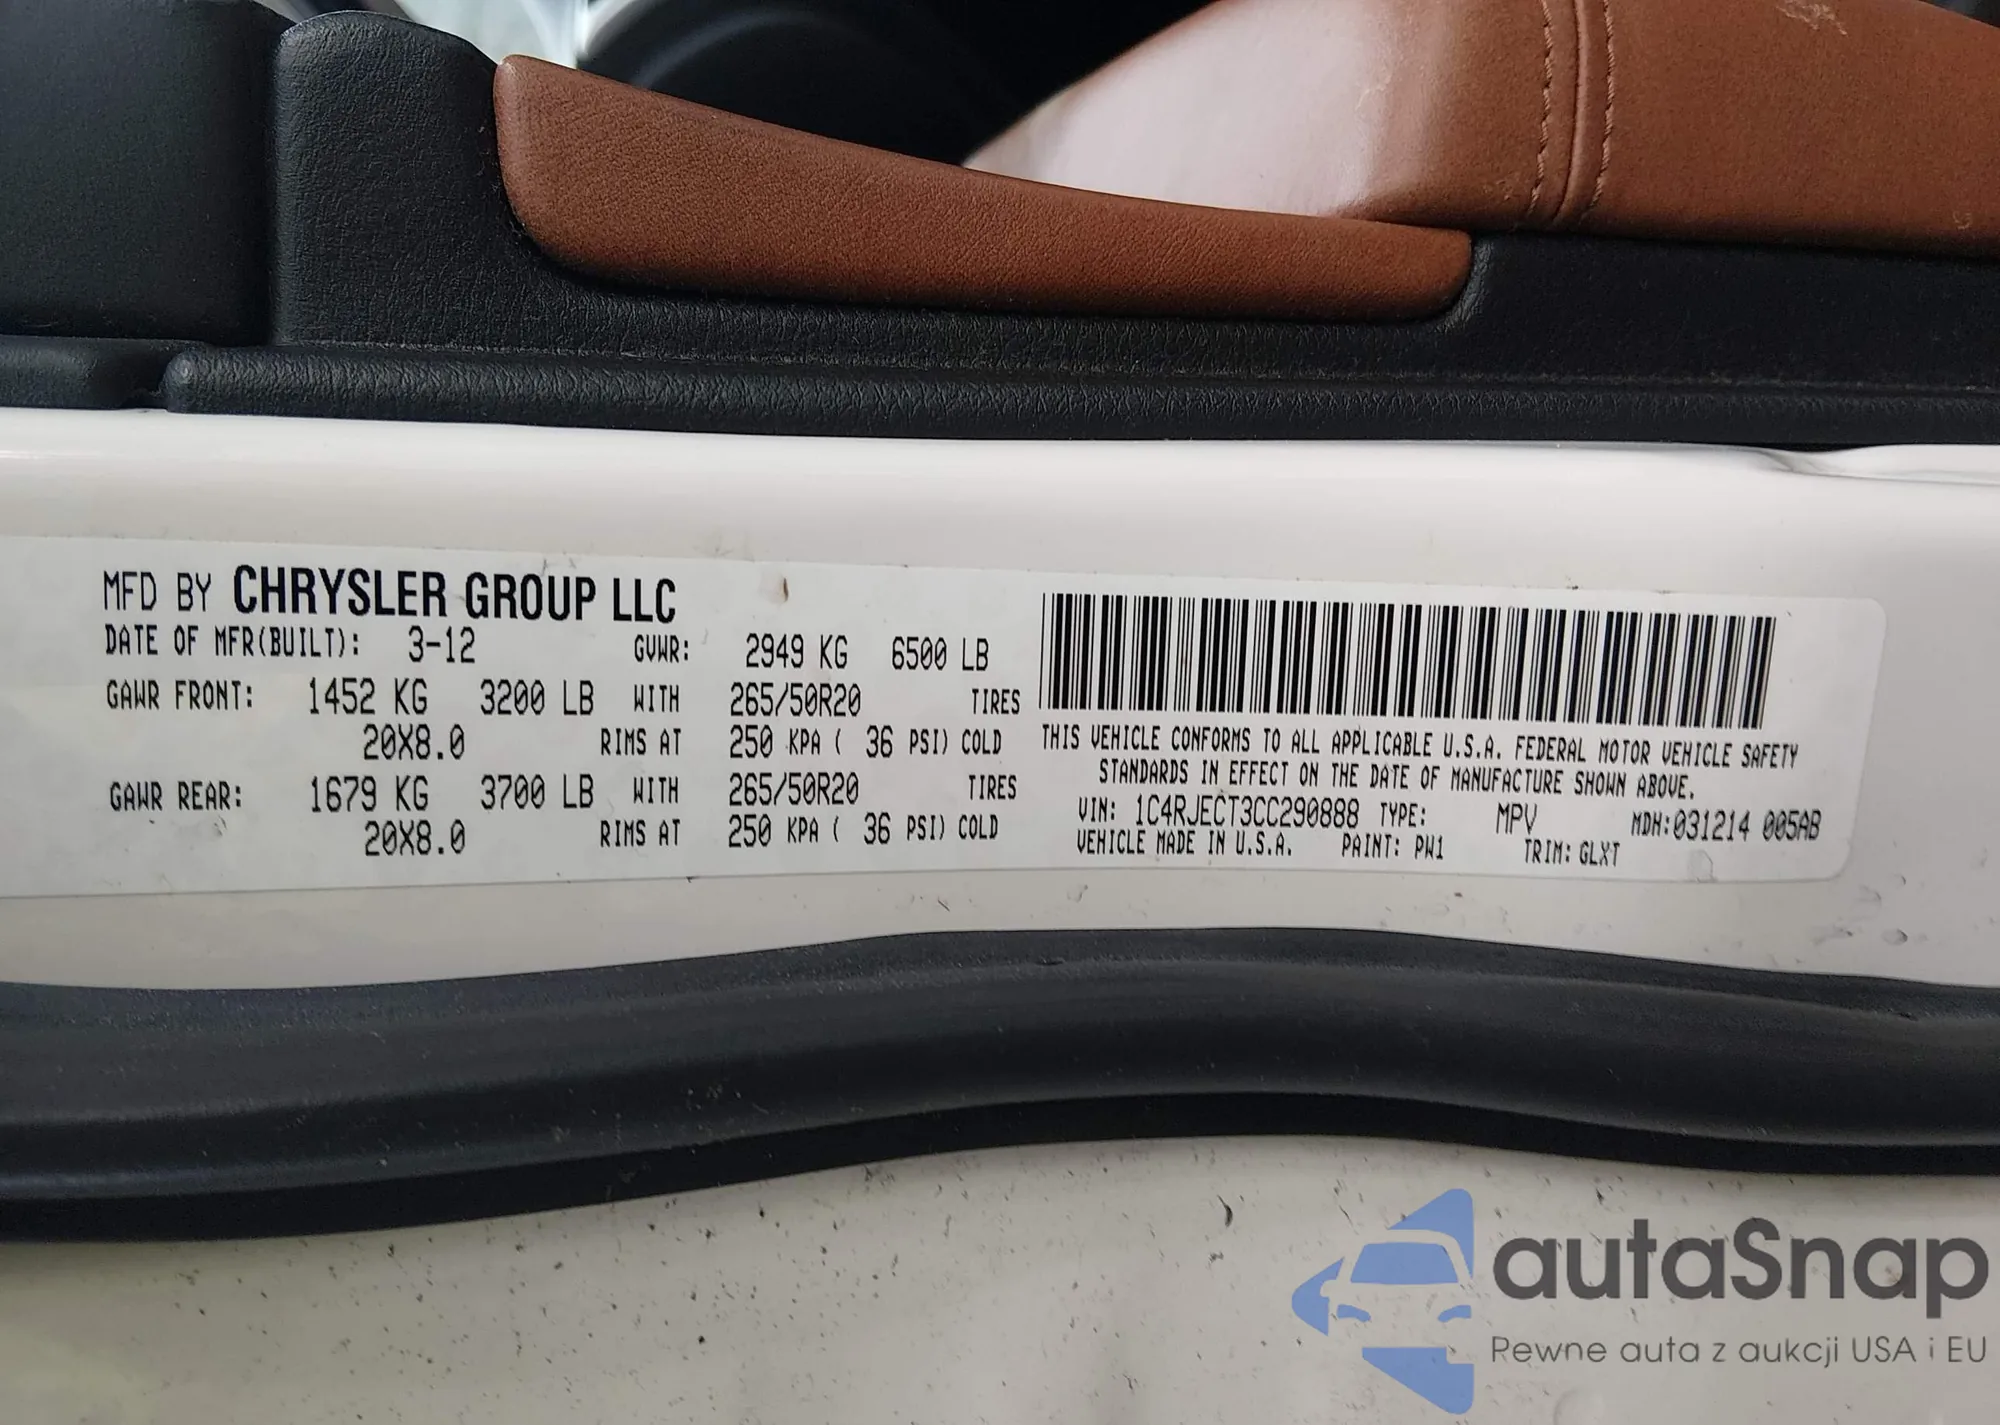 MFD BY CHRYSLER GROUP LLC
DATE OF MFR(BUILT): 3-12 GVWR: 2949 KG 6500 LB
GAWR FRONT: 1452 KG 3200 LB WITH 265/50R20 TIRES
20X8.0 RIMS AT 250 KPA ( 36 PSI) COLD
GAWR REAR: 1679 KG 3700 LB WITH 265/50R20 TIRES
20X8.0 RIMS AT 250 KPA ( 36 PSI) COLD
THIS VEHICLE CONFORMS TO ALL APPLICABLE U.S.A. FEDERAL MOTOR VEHICLE SAFETY
STANDARDS IN EFFECT ON THE DATE OF MANUFACTURE SHOWN ABOVE.
VIN: 1C4RJECT3CC290888 TYPE: MPV MDH:031214 005AB
VEHICLE MADE IN U.S.A. PAINT: PW1 TRIM: GLXT
autaSnap
Pewne auta z aukcji USA i EU